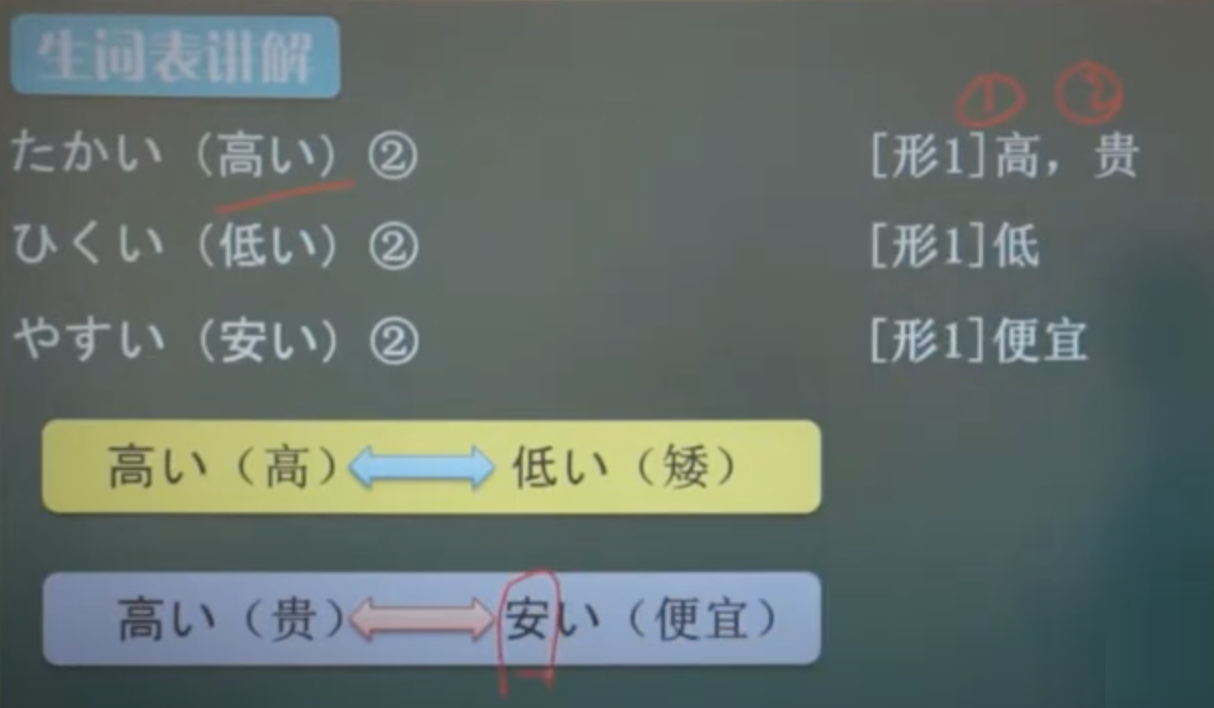 生词表讲解
① ②
たかい（高い）② [形1]高，贵
ひくい（低い）② [形1]低
やすい（安い）② [形1]便宜
高い（高） 低い（矮）
高い（贵） 安い（便宜）